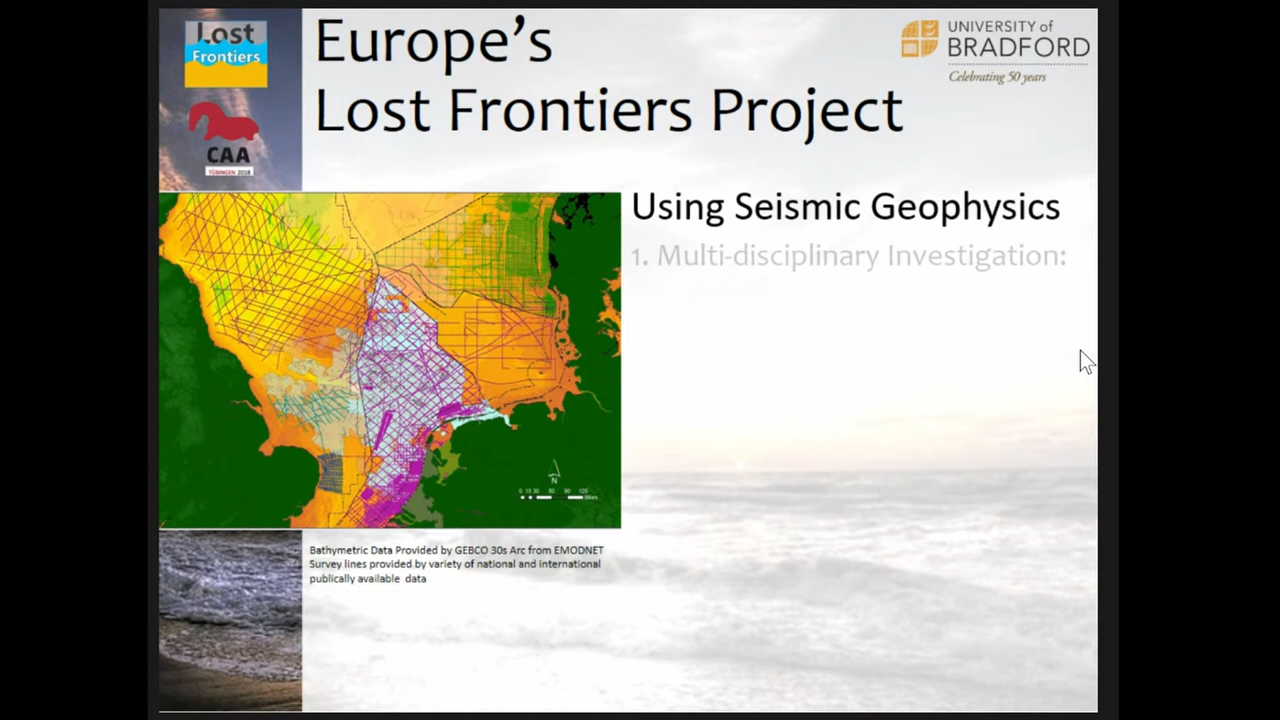 Lost
Frontiers
CAA
TÜBINGEN 2018
Europe's
Lost Frontiers Project
UNIVERSITY of
BRADFORD
Celebrating 50 years
Using Seismic Geophysics
1. Multi-disciplinary Investigation:
N
Bathymetric Data Provided by GEBCO 30s Arc from EMODNET
Survey lines provided by variety of national and international
publically available data